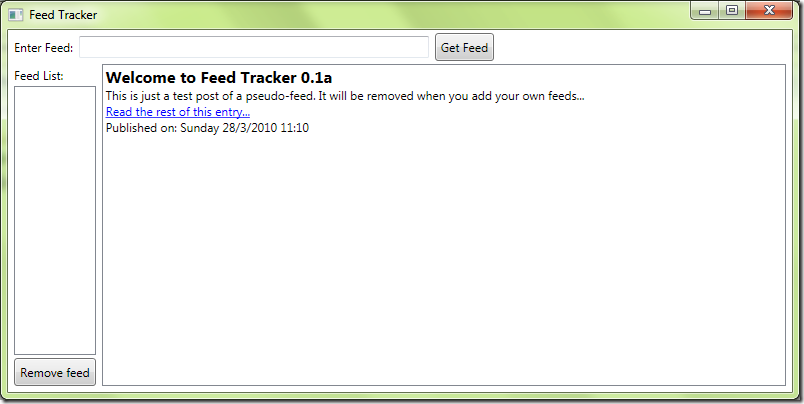 Feed Tracker
Enter Feed:
Get Feed
Feed List:
Welcome to Feed Tracker 0.1a
This is just a test post of a pseudo-feed. It will be removed when you add your own feeds...
Read the rest of this entry...
Published on: Sunday 28/3/2010 11:10
Remove feed